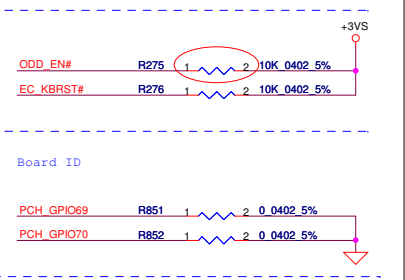 +3VS
ODD_EN# R275 1 2 10K_0402_5%
EC_KBRST# R276 1 2 10K_0402_5%
Board ID
PCH_GPIO69 R851 1 2 0_0402_5%
PCH_GPIO70 R852 1 2 0_0402_5%